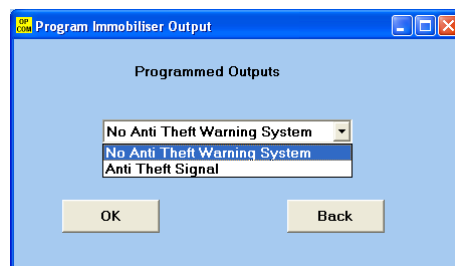 OP COM Program Immobiliser Output
Programmed Outputs
No Anti Theft Warning System
No Anti Theft Warning System
Anti Theft Signal
OK Back